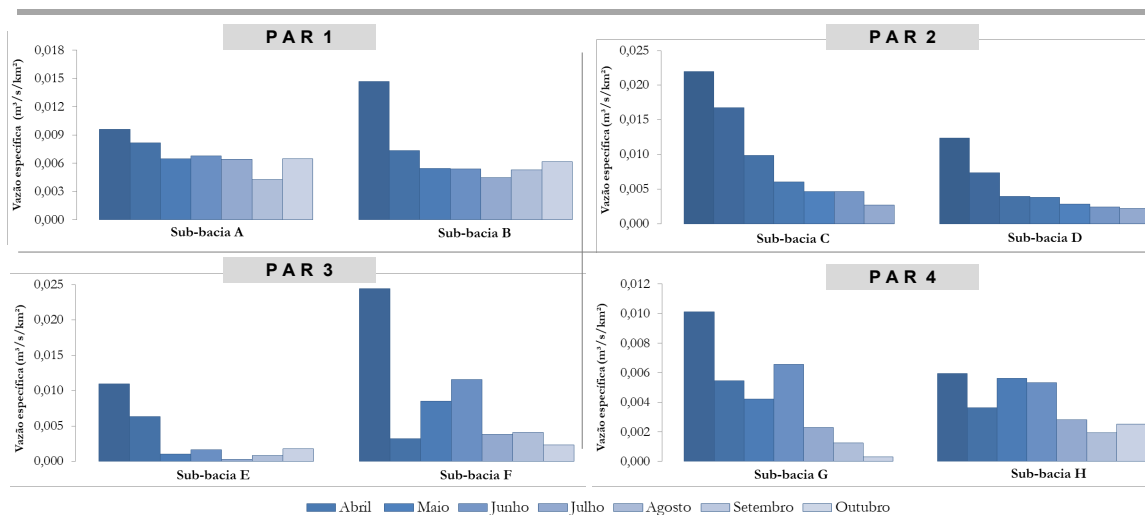 PAR 1
Vazão específica (m³/s/km²)
0,018
0,015
0,012
0,009
0,006
0,003
0,000
Sub-bacia A
Sub-bacia B
PAR 2
Vazão específica (m³/s/km²)
0,025
0,020
0,015
0,010
0,005
0,000
Sub-bacia C
Sub-bacia D
PAR 3
Vazão específica (m³/s/km²)
0,025
0,020
0,015
0,010
0,005
0,000
Sub-bacia E
Sub-bacia F
PAR 4
Vazão específica (m³/s/km²)
0,012
0,010
0,008
0,006
0,004
0,002
0,000
Sub-bacia G
Sub-bacia H
Abril Maio Junho Julho Agosto Setembro Outubro